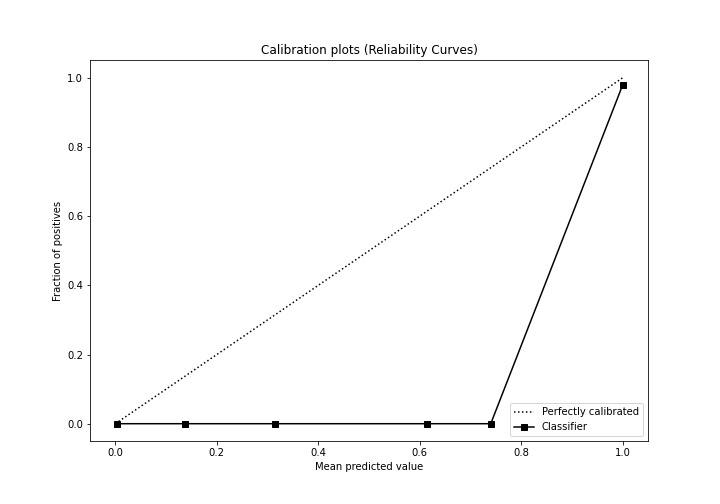 Calibration plots (Reliability Curves)
1.0
0.8
0.6
0.4
0.2
0.0
Fraction of positives
0.0 0.2 0.4 0.6 0.8 1.0
Mean predicted value
Perfectly calibrated
Classifier